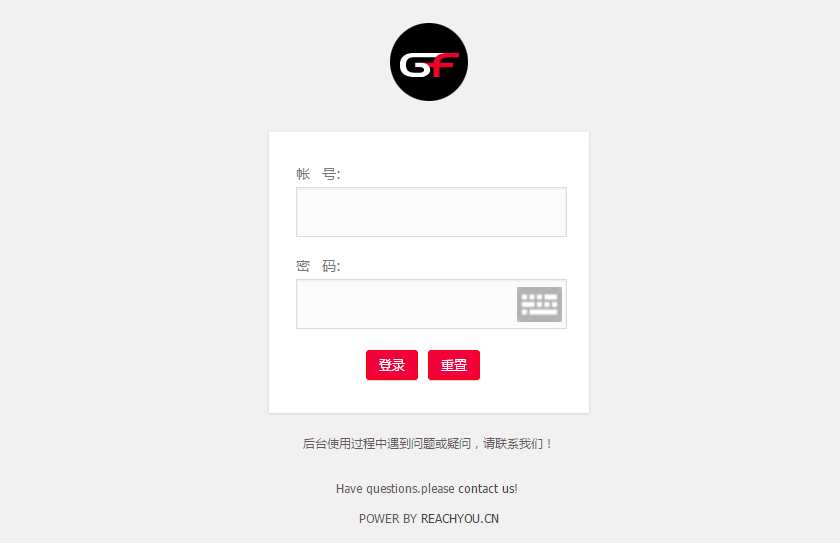 GF
帐 号:
密 码:
登录 重置
后台使用过程中遇到问题或疑问，请联系我们！
Have questions.please contact us!
POWER BY REACHYOU.CN